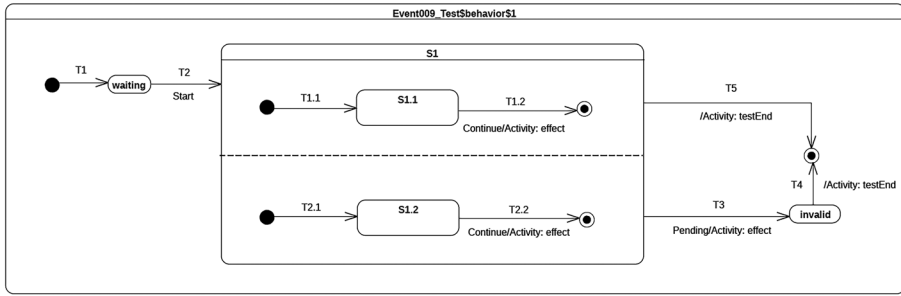 Event009_Test$behavior$1
S1
T1
waiting
T2
Start
T1.1
S1.1
T1.2
Continue/Activity: effect
T5
/Activity: testEnd
T2.1
S1.2
T2.2
Continue/Activity: effect
T3
Pending/Activity: effect
T4
/Activity: testEnd
invalid